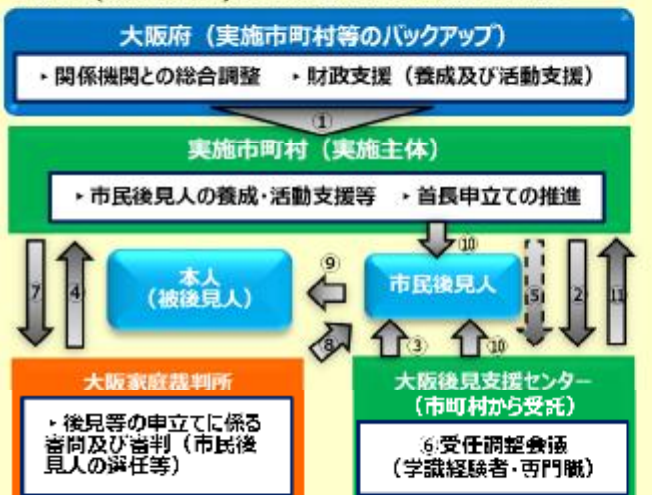 大阪府（実施市町村等のバックアップ）
・関係機関との総合調整　・財政支援（養成及び活動支援）
①
実施市町村（実施主体）
・市民後見人の養成・活動支援等　・首長申立ての推進
⑩
⑦
④
本人
（被後見人）
⑨
市民後見人
⑤
②
⑪
⑧
③
⑩
大阪家庭裁判所
・後見等の申立てに係る
審問及び審判（市民後
見人の選任等）
大阪後見支援センター
（市町村から受託）
⑥受任調整会議
（学識経験者・専門職）